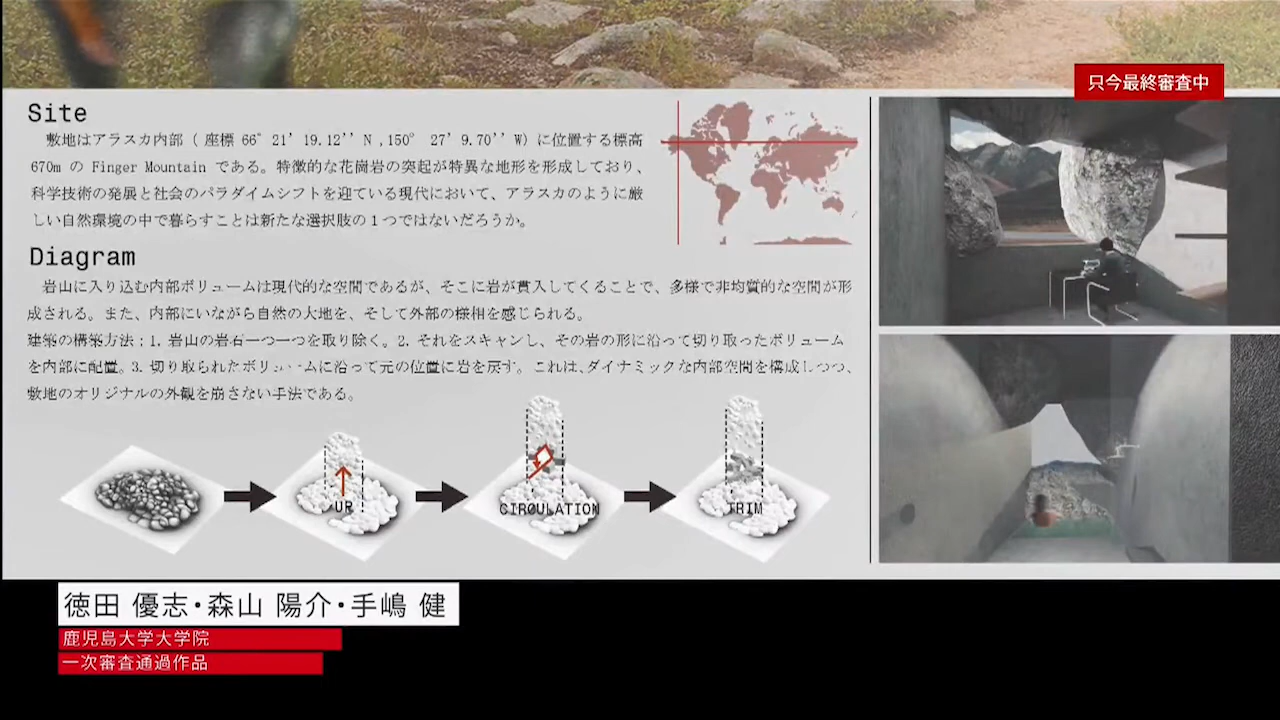 只今最終審査中
Site
敷地はアラスカ内部 ( 座標 66° 21' 19.12'' N ,150° 27' 9.70'' W) に位置する標高
670m の Finger Mountain である。特徴的な花崗岩の突起が特異な地形を形成しており、
科学技術の発展と社会のパラダイムシフトを迎ている現代において、アラスカのように厳
しい自然環境の中で暮らすことは新たな選択肢の１つではないだろうか。
Diagram
岩山に入り込む内部ボリュームは現代的な空間であるが、そこに岩が貫入してくることで、多様で非均質的な空間が形
成される。また、内部にいながら自然の大地を、そして外部の様相を感じられる。
建築の構築方法：1. 岩山の岩石一つ一つを取り除く。2. それをスキャンし、その岩の形に沿って切り取ったボリューム
を内部に配置。3. 切り取られたボリュームに沿って元の位置に岩を戻す。これは、ダイナミックな内部空間を構成しつつ、
敷地のオリジナルの外観を崩さない手法である。
UP
CIRCULATION
TRIM
徳田 優志・森山 陽介・手嶋 健
鹿児島大学大学院
一次審査通過作品